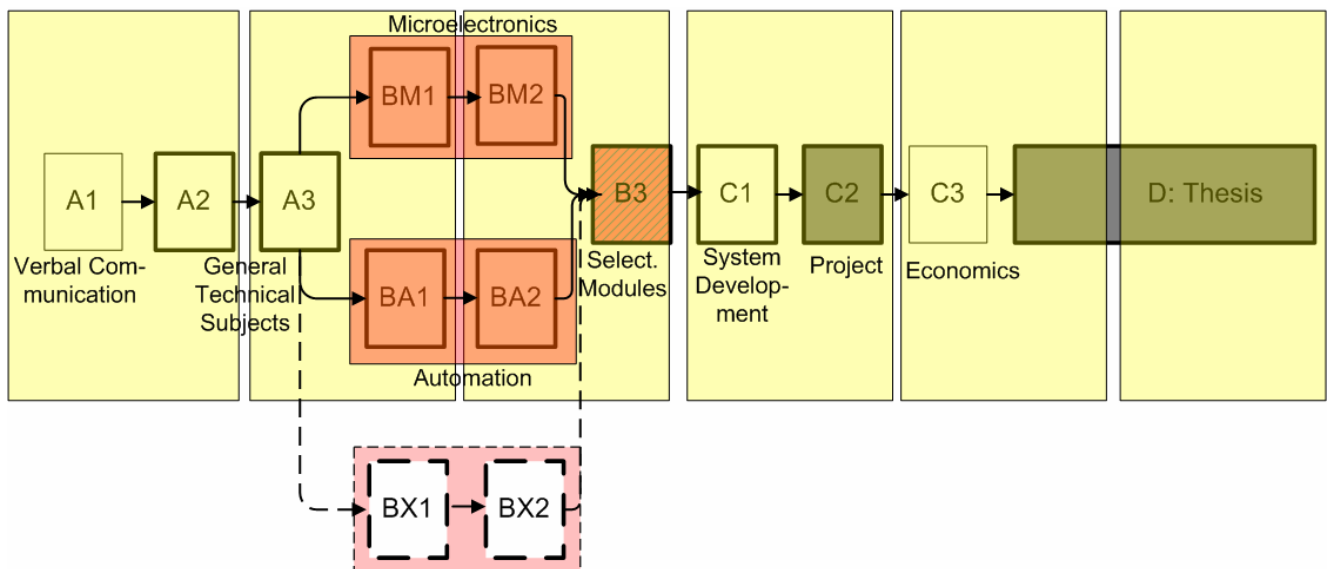 Microelectronics
BM1
BM2
A1
A2
A3
B3
C1
C2
C3
D: Thesis
Verbal Com-
munication
General
Technical
Subjects
BA1
BA2
Select.
Modules
System
Develop-
ment
Project
Economics
Automation
BX1
BX2